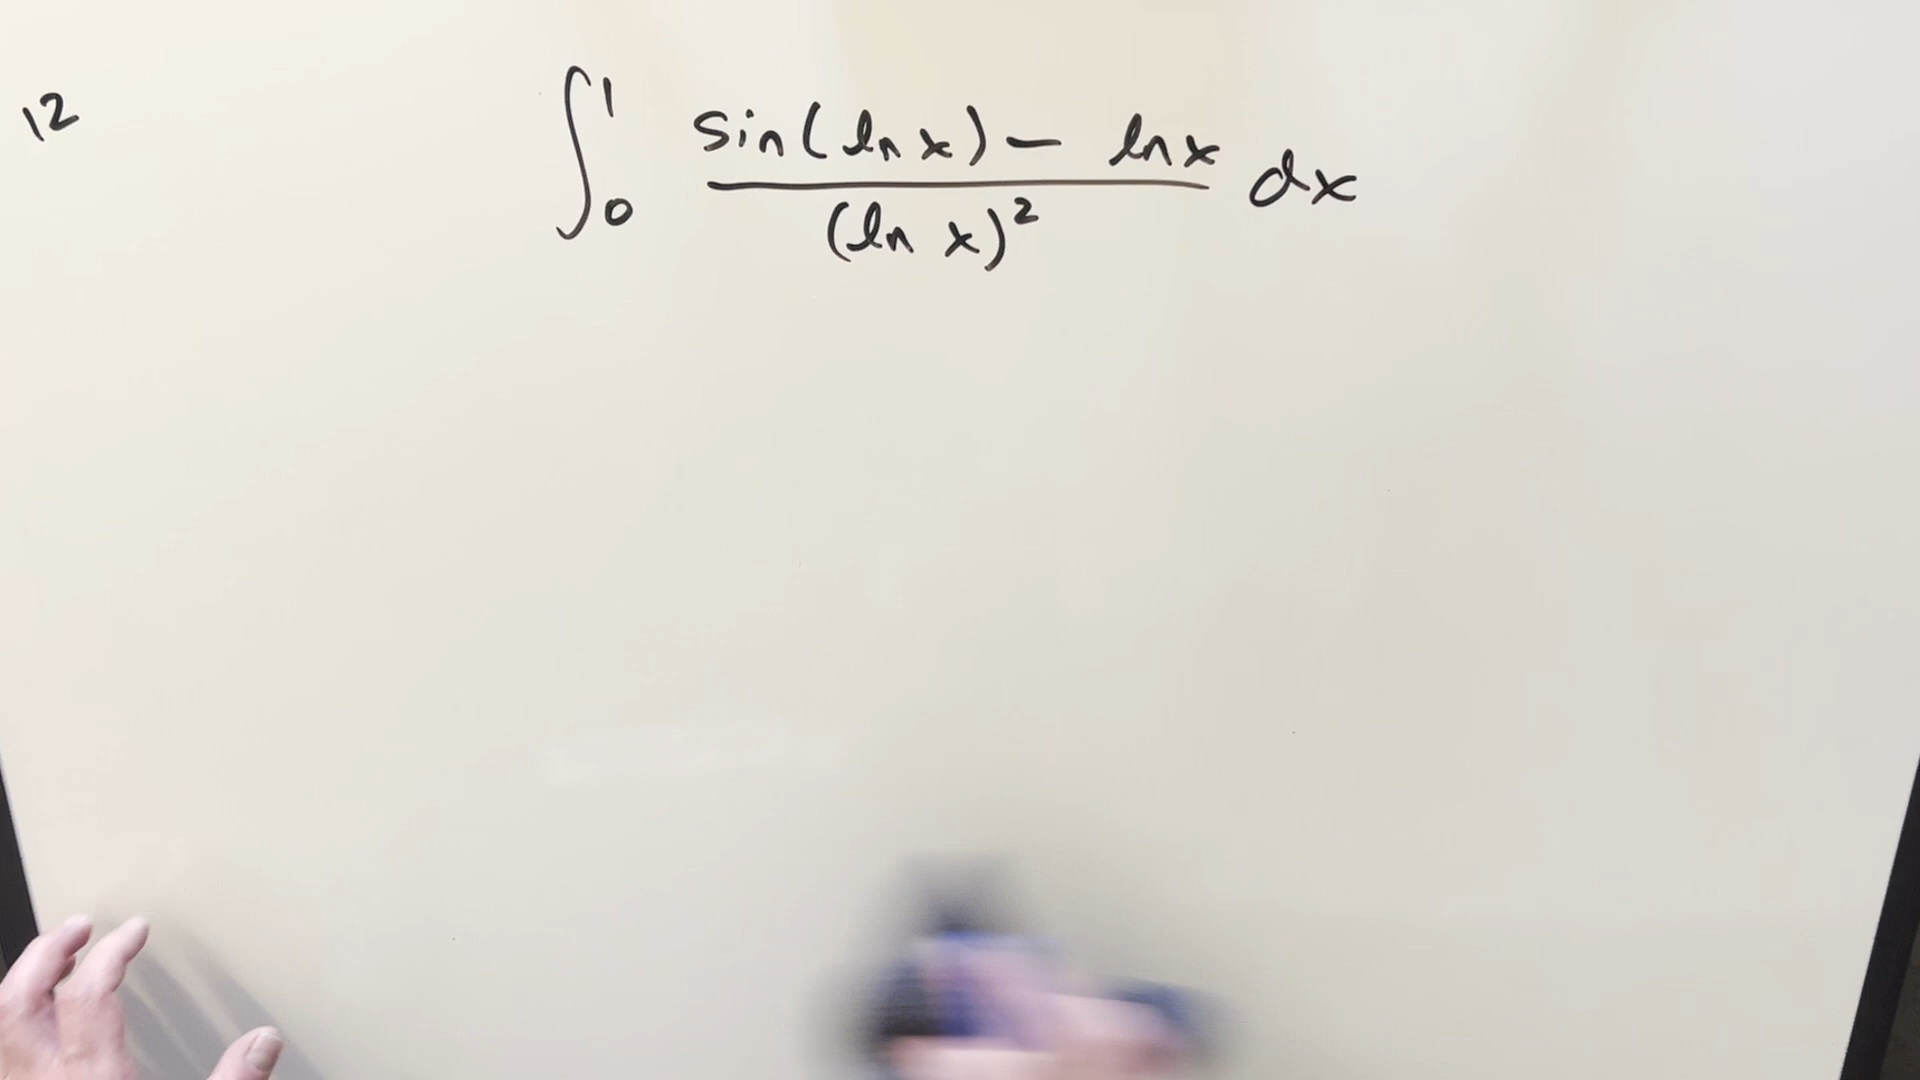 12
∫₀¹ (sin(ln x) − ln x)/(ln x)² dx